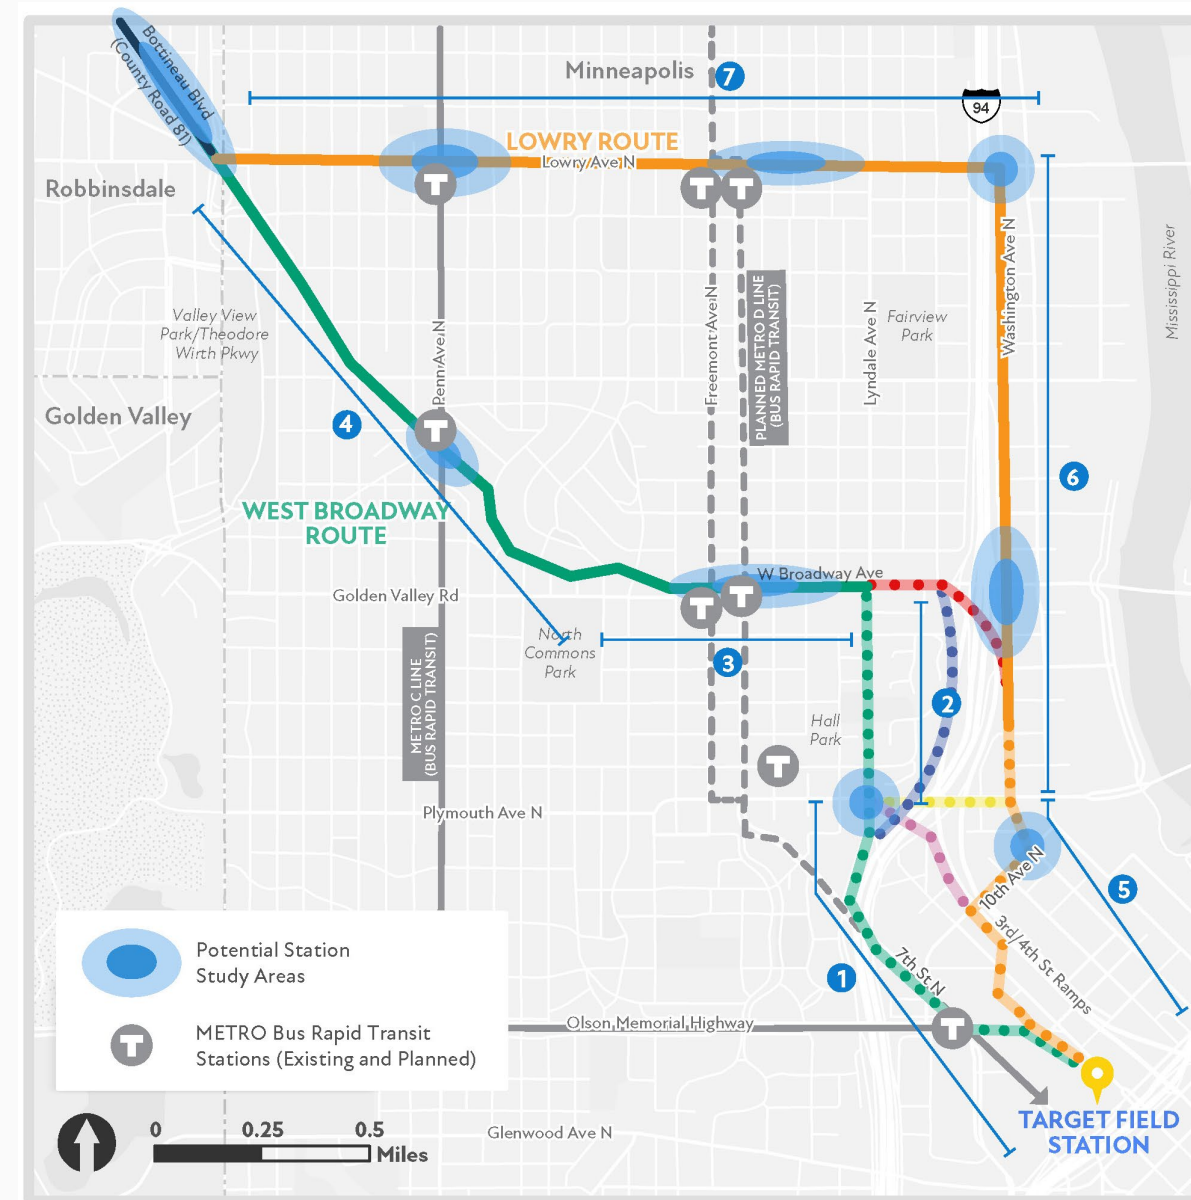 Bottineau Blvd
(County Road 81)
Minneapolis
7
94
LOWRY ROUTE
Lowry Ave N
Robbinsdale
T
T
T
Washington Ave N
Mississippi River
Valley View
Park/Theodore
Wirth Pkwy
Penn Ave N
Freemont Ave N
PLANNED METRO D LINE
(BUS RAPID TRANSIT)
Lyndale Ave N
Fairview
Park
Golden Valley
4
T
6
WEST BROADWAY
ROUTE
W Broadway Ave
Golden Valley Rd
T
T
North
Commons
Park
3
METRO C LINE
(BUS RAPID TRANSIT)
2
Hall
Park
T
Plymouth Ave N
10th Ave N
5
3rd/4th St Ramps
7th St N
1
Potential Station
Study Areas
T
METRO Bus Rapid Transit
Stations (Existing and Planned)
Olson Memorial Highway
T
TARGET FIELD
STATION
0 0.25 0.5
Miles
Glenwood Ave N